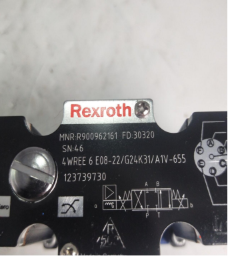 Rexroth
MNR:R900962161 FD:30320
SN:46
4WREE 6 E08-22/G24K31/A1V-655
123739730
A B